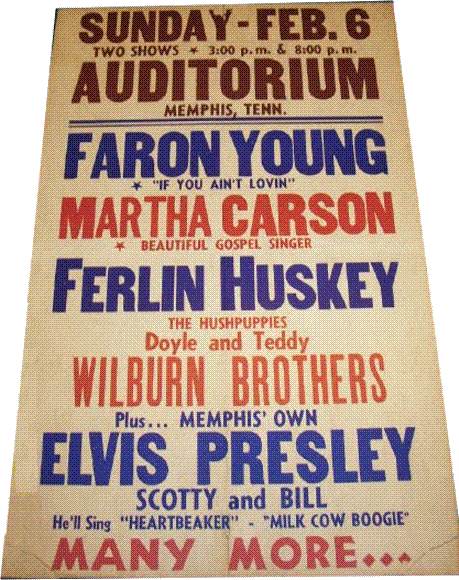 SUNDAY-FEB. 6
TWO SHOWS ★ 3:00 p.m. & 8:00 p.m.
AUDITORIUM
MEMPHIS, TENN.
FARON YOUNG
★ "IF YOU AIN'T LOVIN"
MARTHA CARSON
★ BEAUTIFUL GOSPEL SINGER
FERLIN HUSKEY
THE HUSHPUPPIES
Doyle and Teddy
WILBURN BROTHERS
Plus... MEMPHIS' OWN
ELVIS PRESLEY
SCOTTY and BILL
He'll Sing "HEARTBEAKER" - "MILK COW BOOGIE"
MANY MORE...